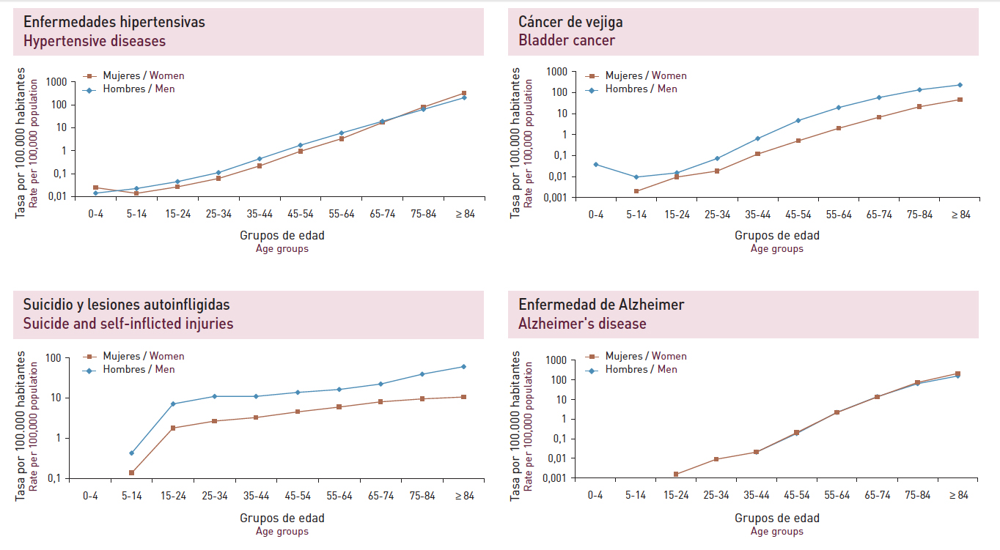 Enfermedades hipertensivas
Hypertensive diseases
Tasa por 100.000 habitantes
Rate per 100,000 population
Mujeres / Women
Hombres / Men
1000
100
10
1
0,1
0,01
0-4 5-14 15-24 25-34 35-44 45-54 55-64 65-74 75-84 ≥ 84
Grupos de edad
Age groups
Cáncer de vejiga
Bladder cancer
Tasa por 100.000 habitantes
Rate per 100,000 population
Mujeres / Women
Hombres / Men
1000
100
10
1
0,1
0,01
0,001
0-4 5-14 15-24 25-34 35-44 45-54 55-64 65-74 75-84 ≥ 84
Grupos de edad
Age groups
Suicidio y lesiones autoinfligidas
Suicide and self-inflicted injuries
Tasa por 100.000 habitantes
Rate per 100,000 population
Mujeres / Women
Hombres / Men
100
10
1
0,1
0-4 5-14 15-24 25-34 35-44 45-54 55-64 65-74 75-84 ≥ 84
Grupos de edad
Age groups
Enfermedad de Alzheimer
Alzheimer's disease
Tasa por 100.000 habitantes
Rate per 100,000 population
Mujeres / Women
Hombres / Men
1000
100
10
1
0,1
0,01
0,001
0-4 5-14 15-24 25-34 35-44 45-54 55-64 65-74 75-84 ≥ 84
Grupos de edad
Age groups